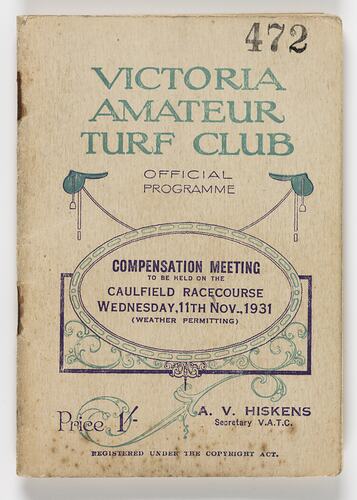 472
VICTORIA
AMATEUR
TURF CLUB
OFFICIAL
PROGRAMME
COMPENSATION MEETING
TO BE HELD ON THE
CAULFIELD RACECOURSE
WEDNESDAY, 11TH NOV., 1931
(WEATHER PERMITTING)
Price 1/-
A. V. HISKENS
Secretary V.A.T.C.
REGISTERED UNDER THE COPYRIGHT ACT.